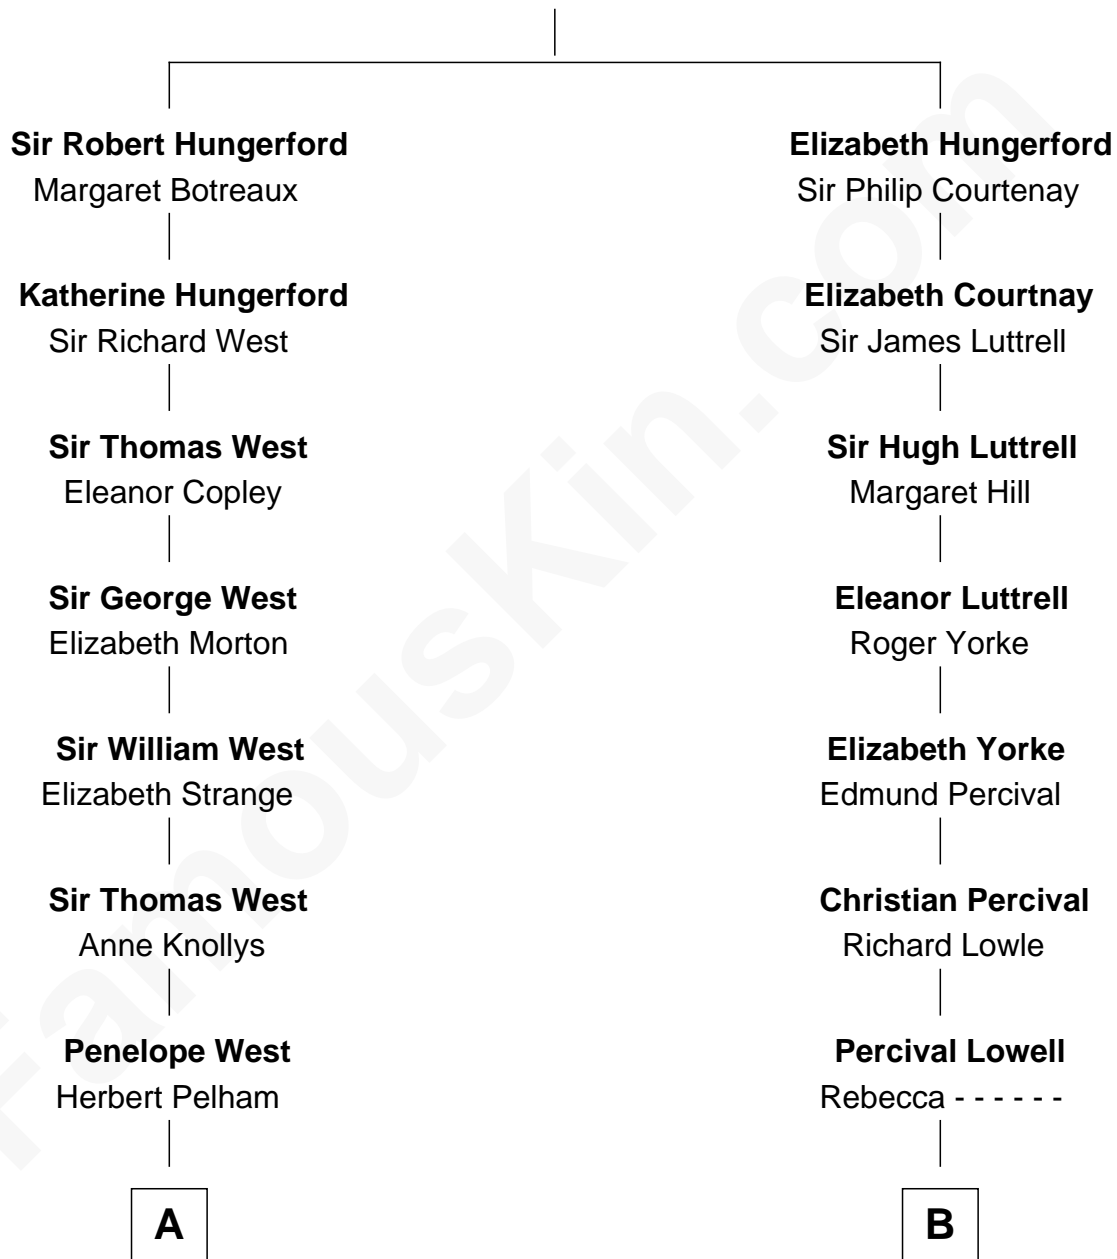 Sir Robert Hungerford
Margaret Botreaux
Katherine Hungerford
Sir Richard West
Sir Thomas West
Eleanor Copley
Sir George West
Elizabeth Morton
Sir William West
Elizabeth Strange
Sir Thomas West
Anne Knollys
Penelope West
Herbert Pelham
A
Elizabeth Hungerford
Sir Philip Courtenay
Elizabeth Courtnay
Sir James Luttrell
Sir Hugh Luttrell
Margaret Hill
Eleanor Luttrell
Roger Yorke
Elizabeth Yorke
Edmund Percival
Christian Percival
Richard Lowle
Percival Lowell
Rebecca - - - - - -
B
FamousKin.com